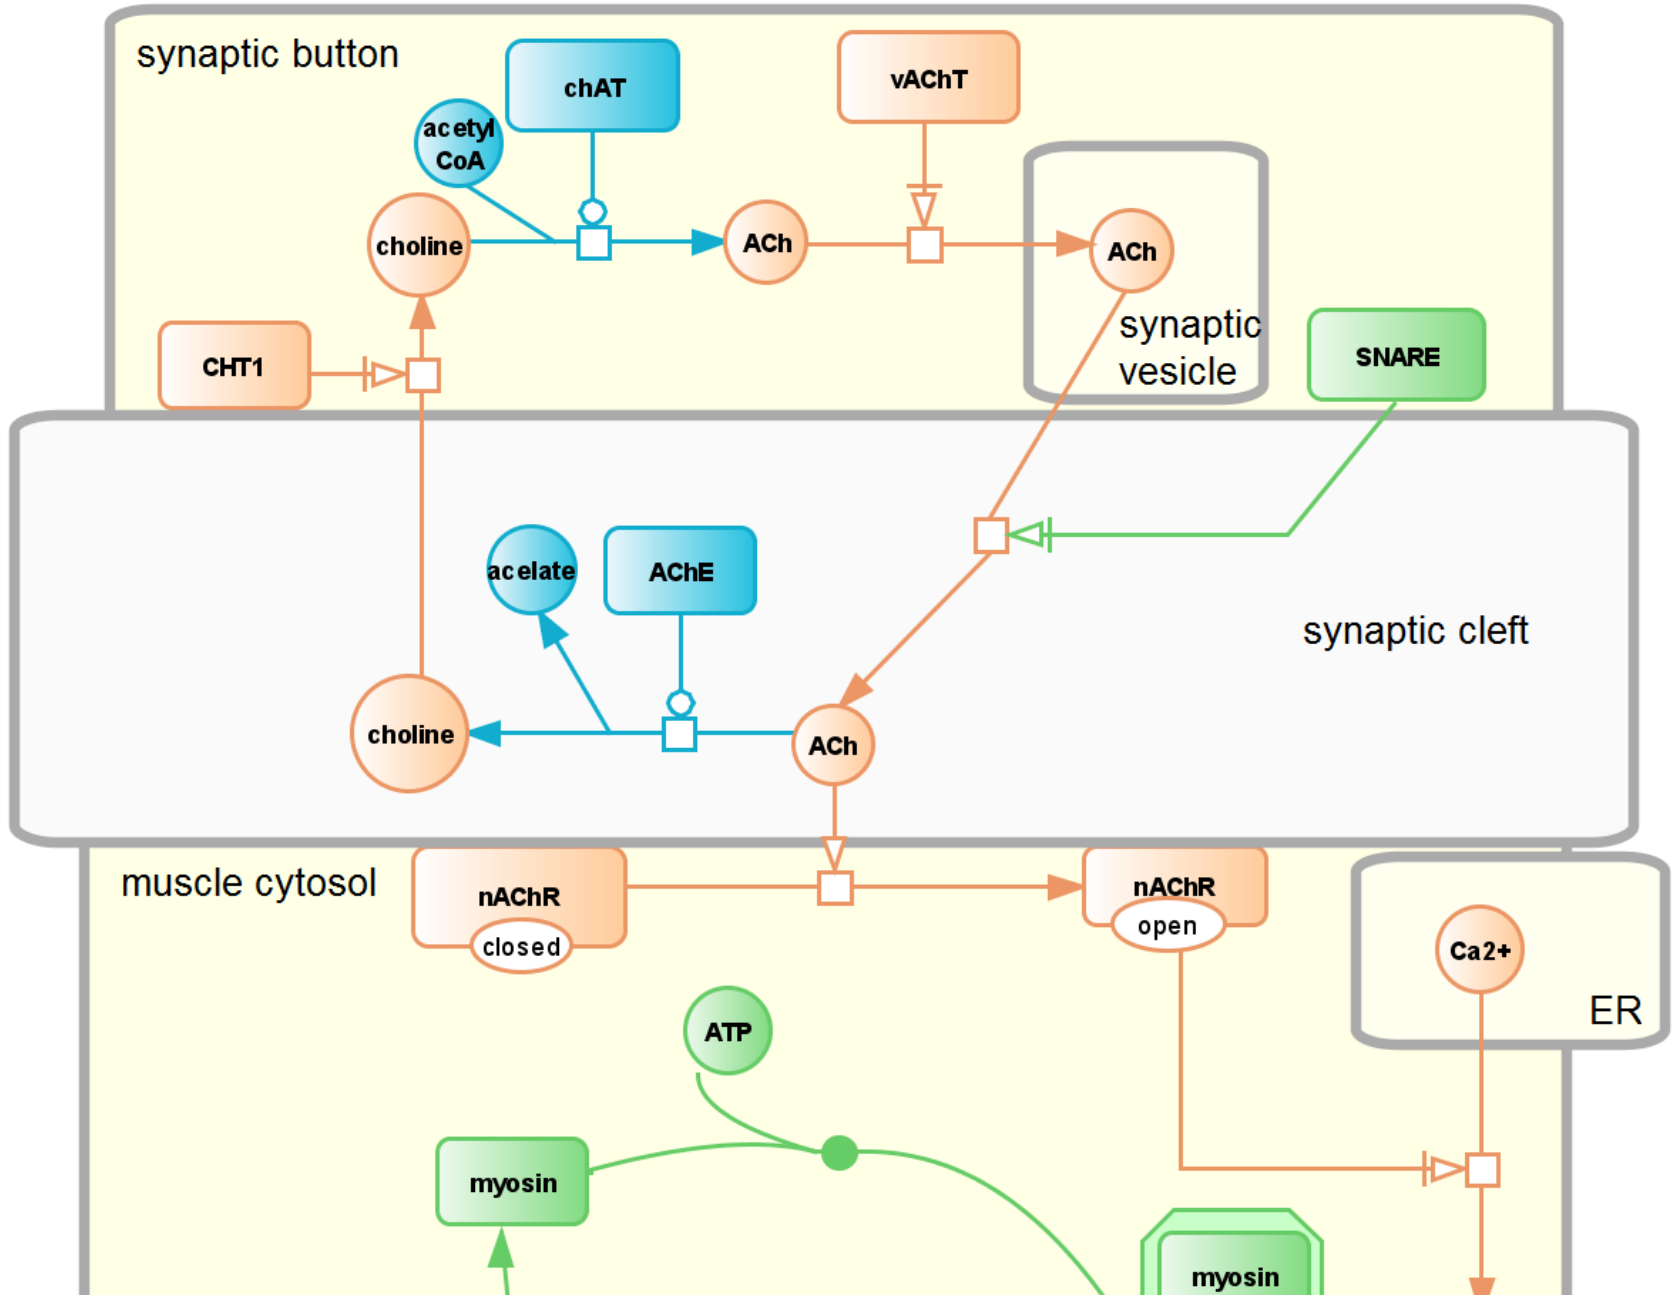 synaptic button
chAT
vAChT
acetyl
CoA
choline
ACh
ACh
synaptic
vesicle
CHT1
SNARE
acelate
AChE
synaptic cleft
choline
ACh
muscle cytosol
nAChR
closed
nAChR
open
Ca2+
ER
ATP
myosin
myosin